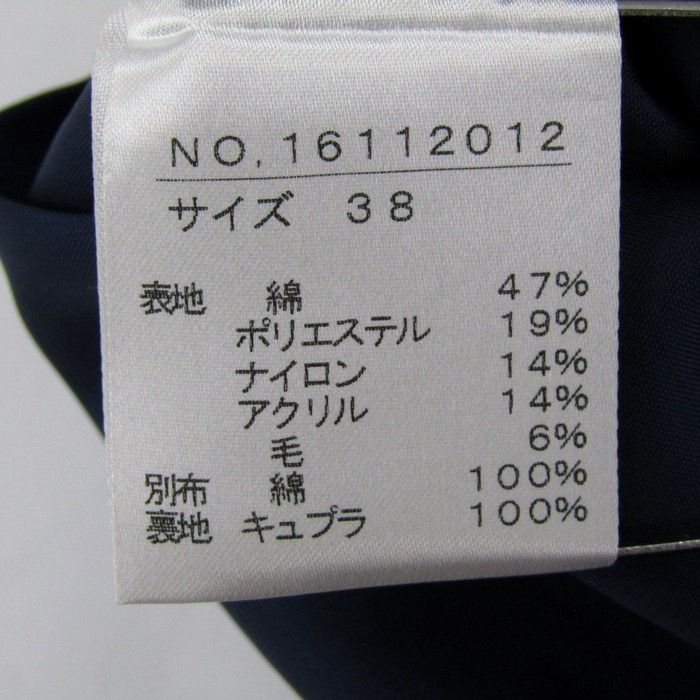 NO,16112012
サイズ 38
表地 綿 47%
ポリエステル 19%
ナイロン 14%
アクリル 14%
毛 6%
別布 綿 100%
裏地 キュプラ 100%